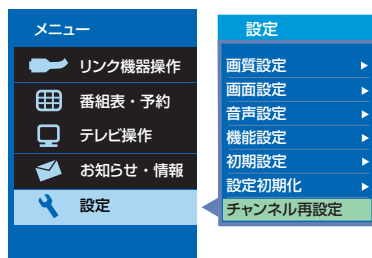 メニュー
リンク機器操作
番組表・予約
テレビ操作
お知らせ・情報
設定
設定
画質設定
画面設定
音声設定
機能設定
初期設定
設定初期化
チャンネル再設定